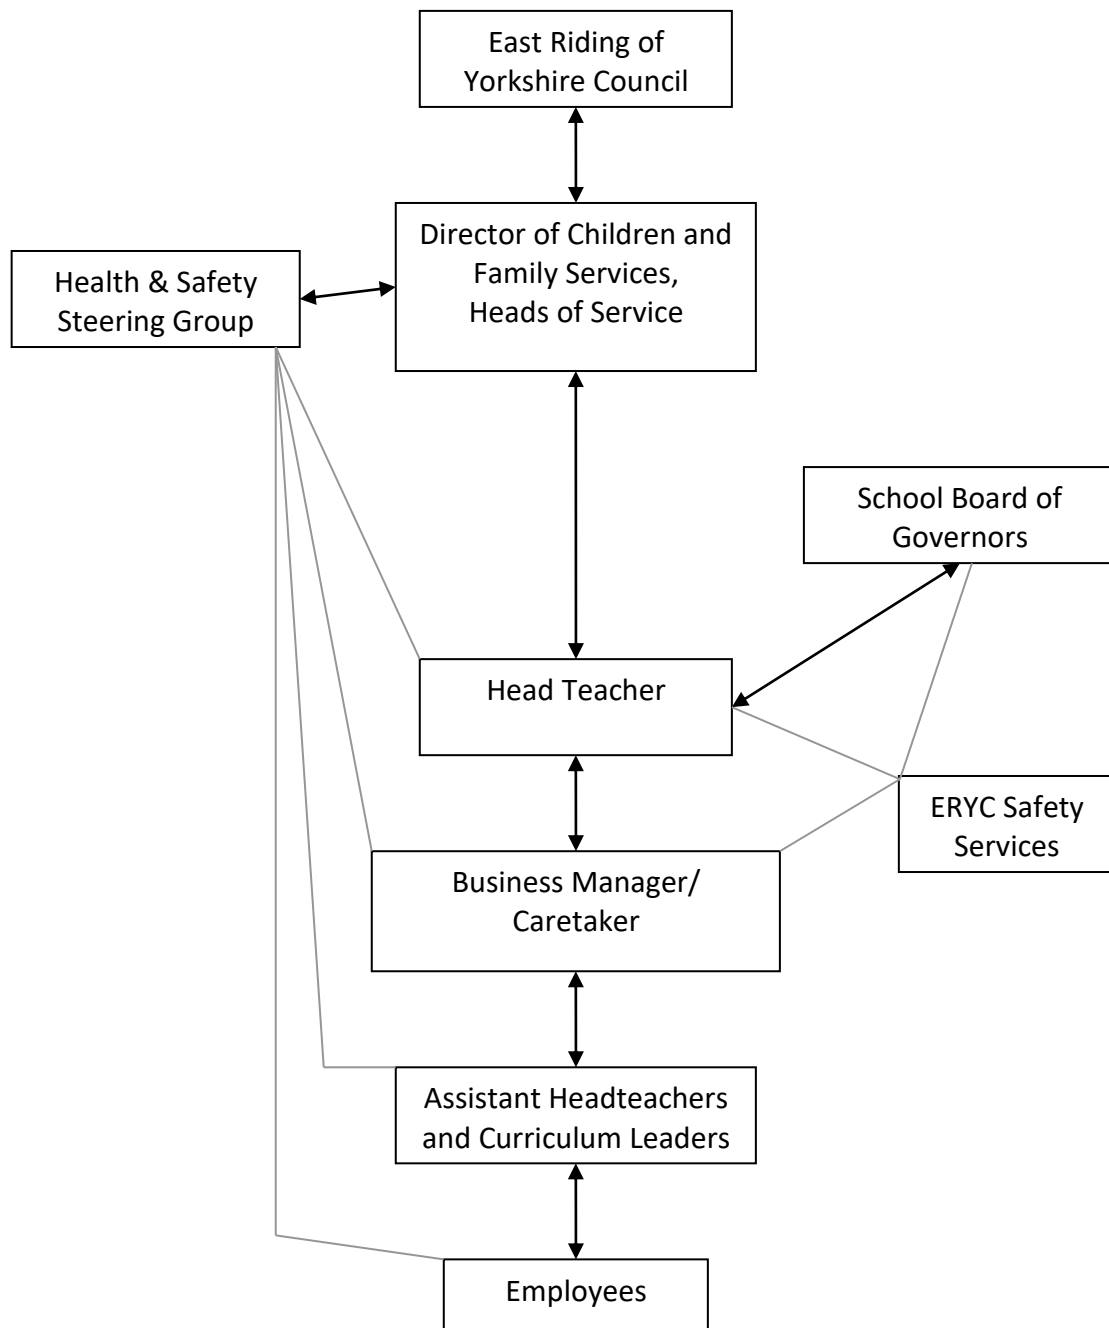 East Riding of
Yorkshire Council
Director of Children and
Family Services,
Heads of Service
Health & Safety
Steering Group
School Board of
Governors
Head Teacher
ERYC Safety
Services
Business Manager/
Caretaker
Assistant Headteachers
and Curriculum Leaders
Employees